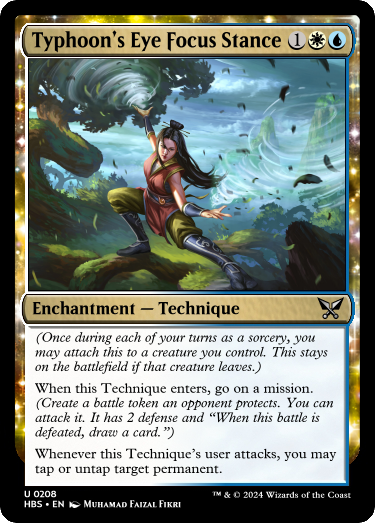 Typhoon's Eye Focus Stance 1
Enchantment — Technique
(Once during each of your turns as a sorcery, you
may attach this to a creature you control. This stays
on the battlefield if that creature leaves.)
When this Technique enters, go on a mission.
(Create a battle token an opponent protects. You can
attack it. It has 2 defense and “When this battle is
defeated, draw a card.”)
Whenever this Technique's user attacks, you may
tap or untap target permanent.
U 0208
HBS • EN Muhamad Faizal Fikri
™ & © 2024 Wizards of the Coast